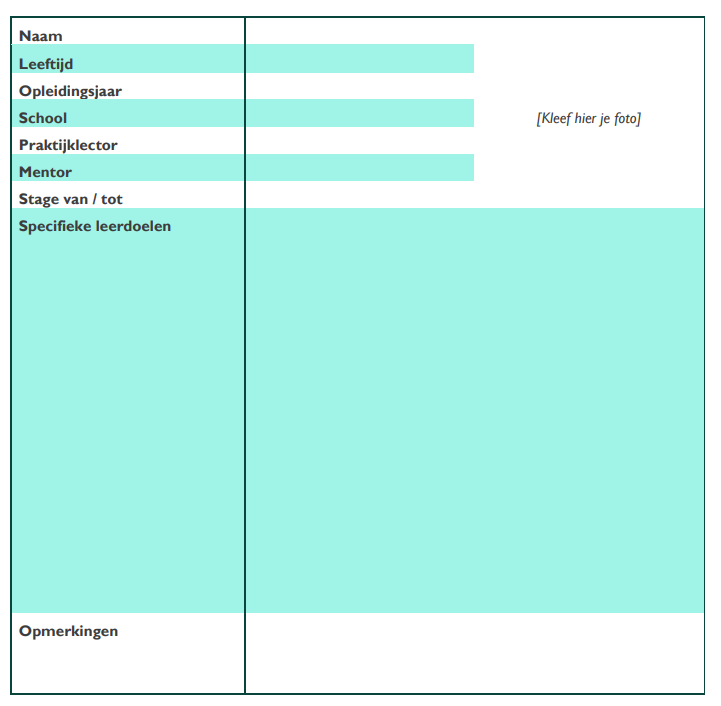 Naam
Leeftijd
Opleidingsjaar
School
[Kleef hier je foto]
Praktijklector
Mentor
Stage van / tot
Specifieke leerdoelen
Opmerkingen